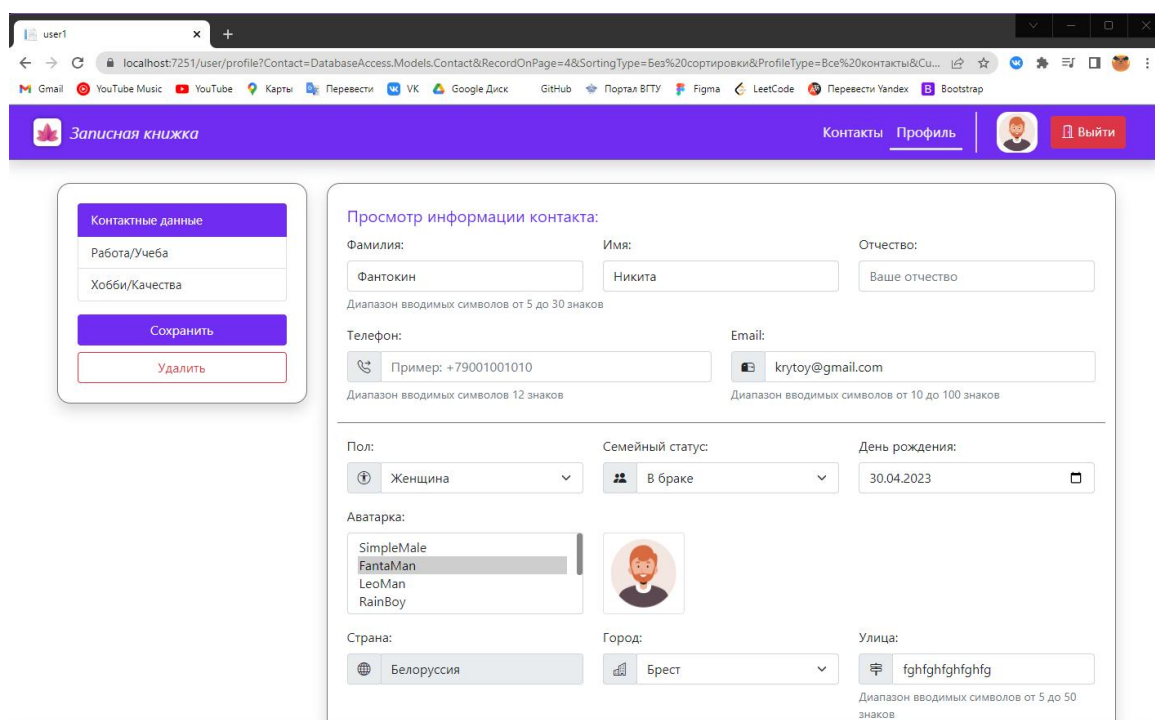 user1
localhost:7251/user/profile?Contact=DatabaseAccess.Models.Contact&RecordOnPage=4&SortingType=Без%20сортировки&ProfileType=Все%20контакты&Cu...
Gmail YouTube Music YouTube Карты Перевести VK Google Диск GitHub Портал ВГТУ Figma LeetCode Перевести Yandex Bootstrap
Записная книжка Контакты Профиль Выйти
Контактные данные
Работа/Учеба
Хобби/Качества
Сохранить
Удалить
Просмотр информации контакта:
Фамилия: Имя: Отчество:
Фантокин Никита Ваше отчество
Диапазон вводимых символов от 5 до 30 знаков
Телефон: Email:
Пример: +79001001010 krytoy@gmail.com
Диапазон вводимых символов 12 знаков Диапазон вводимых символов от 10 до 100 знаков
Пол: Семейный статус: День рождения:
Женщина В браке 30.04.2023
Аватарка:
SimpleMale
FantaMan
LeoMan
RainBoy
Страна: Город: Улица:
Белоруссия Брест fghfghfghfghfg
Диапазон вводимых символов от 5 до 50
знаков